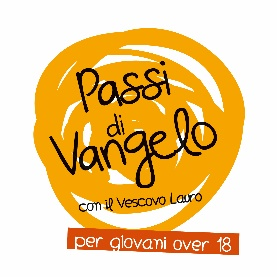 Passi
di
Vangelo
con il Vescovo Lauro
per giovani over 18